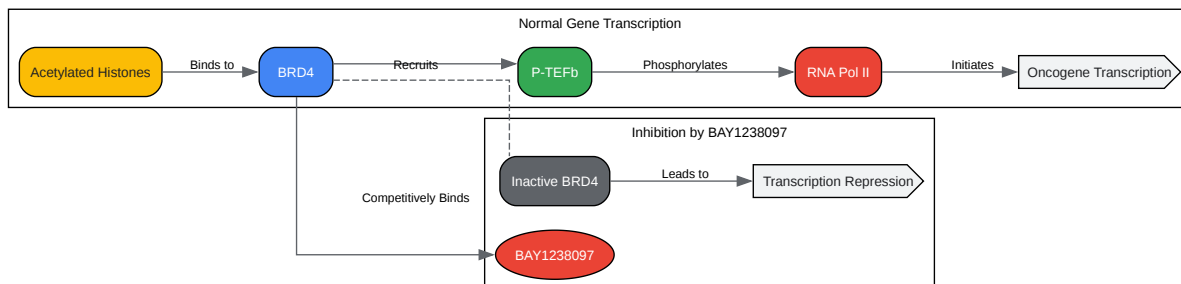 Normal Gene Transcription
Acetylated Histones
Binds to
BRD4
Recruits
P-TEFb
Phosphorylates
RNA Pol II
Initiates
Oncogene Transcription
Inhibition by BAY1238097
Inactive BRD4
Leads to
Transcription Repression
Competitively Binds
BAY1238097